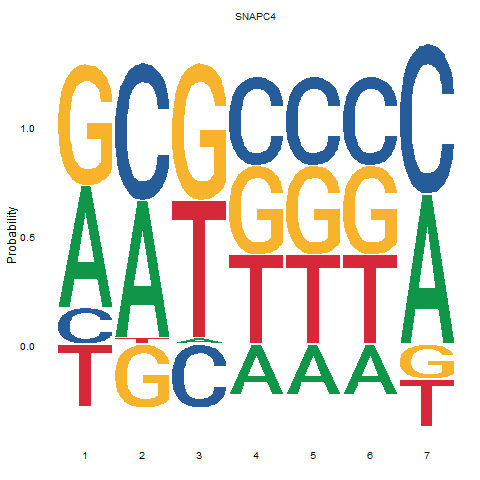 SNAPC4
Probability
1.0
0.5
0.0
G C G C C C C
A A T G G G A
C T A T T T G
T G C A A A T
1 2 3 4 5 6 7